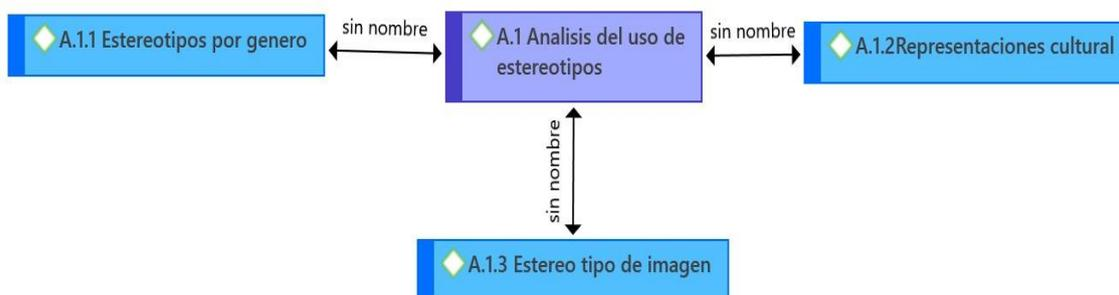 A.1.1 Estereotipos por genero
sin nombre
A.1 Analisis del uso de
estereotipos
sin nombre
A.1.2Representaciones cultural
sin nombre
A.1.3 Estereo tipo de imagen